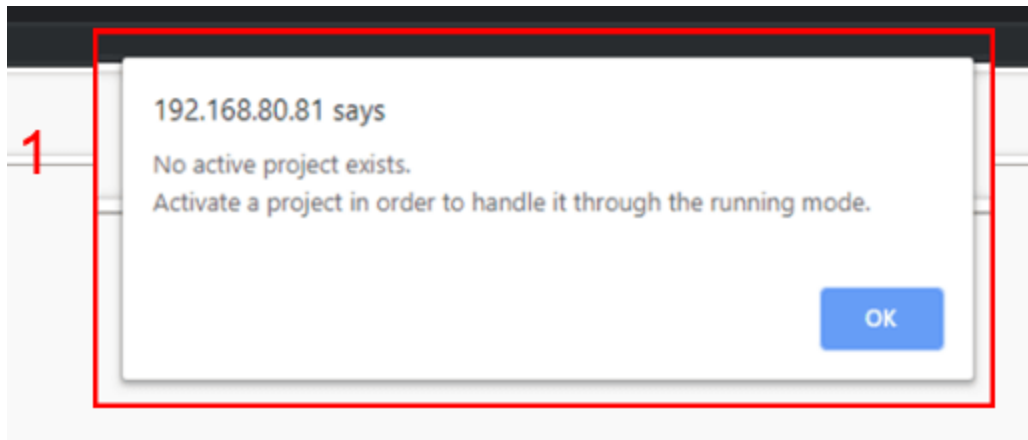 1
192.168.80.81 says
No active project exists.
Activate a project in order to handle it through the running mode.
OK